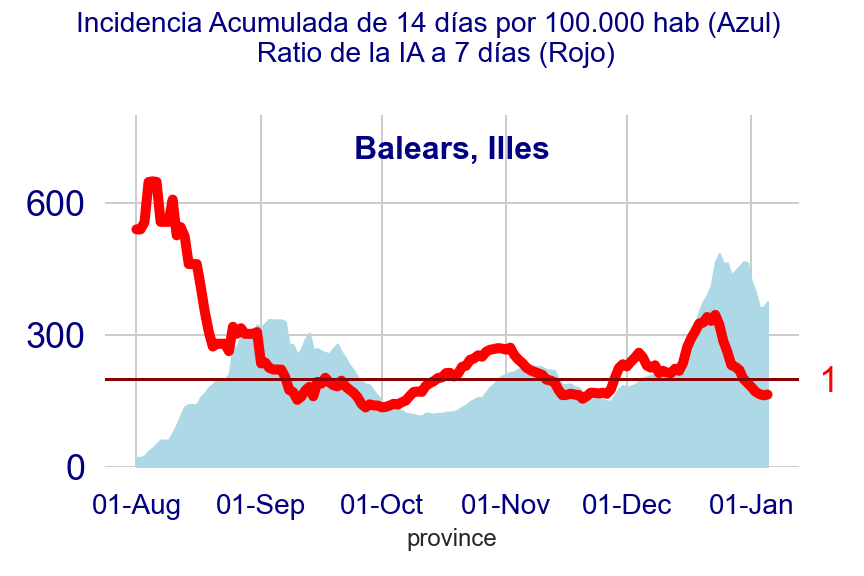 Incidencia Acumulada de 14 días por 100.000 hab (Azul)
Ratio de la IA a 7 días (Rojo)
Balears, Illes
600
300
1
0
01-Aug 01-Sep 01-Oct 01-Nov 01-Dec 01-Jan
province